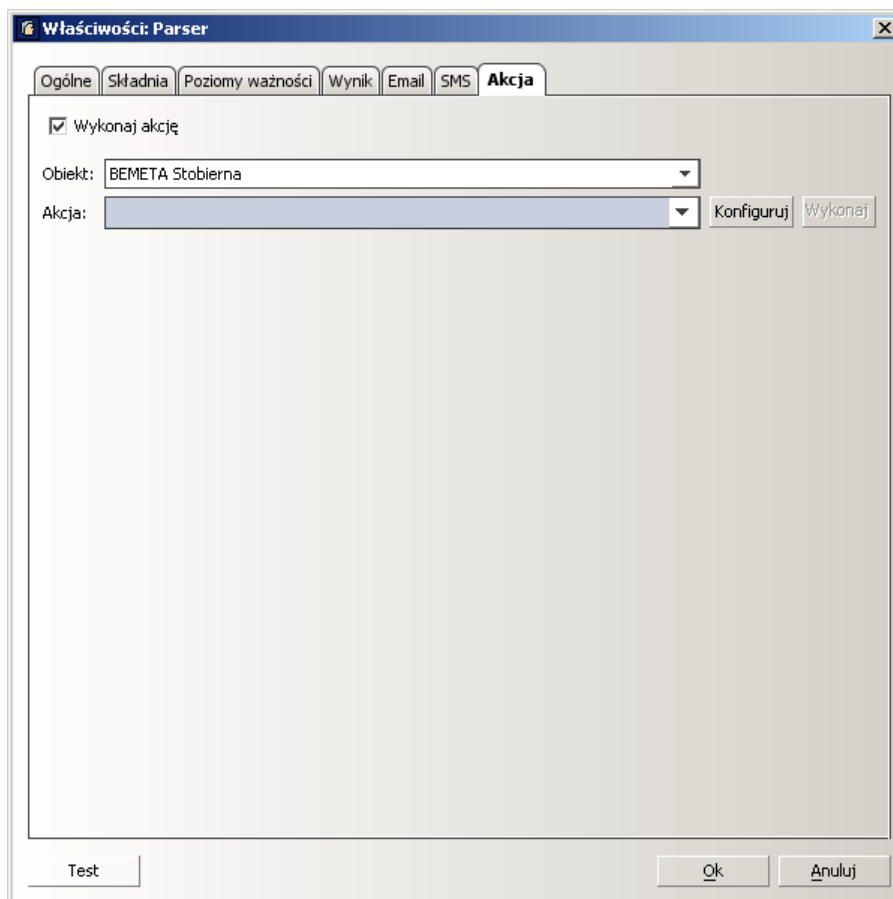 Właściwości: Parser
Ogólne Składnia Poziomy ważności Wynik Email SMS Akcja
Wykonaj akcję
Obiekt: BEMETA Stobierna
Akcja: Konfiguruj Wykonaj
Test Ok Anuluj